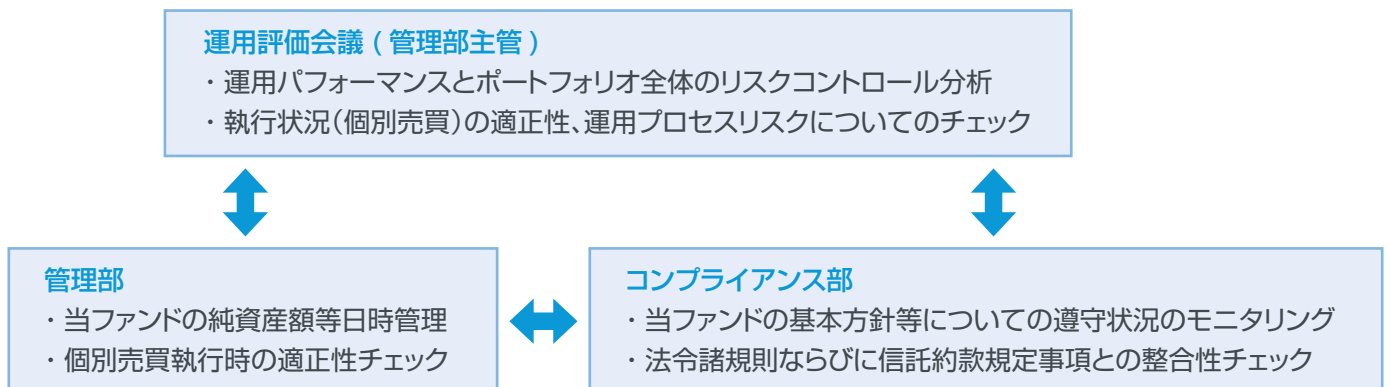 運用評価会議 ( 管理部主管 )
・ 運用パフォーマンスとポートフォリオ全体のリスクコントロール分析
・ 執行状況(個別売買)の適正性、運用プロセスリスクについてのチェック
管理部
・ 当ファンドの純資産額等日時管理
・ 個別売買執行時の適正性チェック
コンプライアンス部
・ 当ファンドの基本方針等についての遵守状況のモニタリング
・ 法令諸規則ならびに信託約款規定事項との整合性チェック